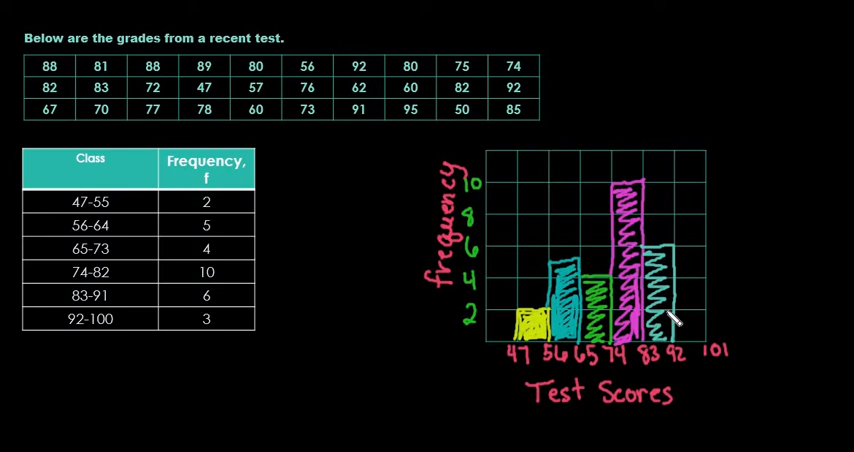 Below are the grades from a recent test.
88 81 88 89 80 56 92 80 75 74
82 83 72 47 57 76 62 60 82 92
67 70 77 78 60 73 91 95 50 85
Class Frequency, f
47-55 2
56-64 5
65-73 4
74-82 10
83-91 6
92-100 3
frequency
10
8
6
4
2
47 56 65 74 83 92 101
Test Scores